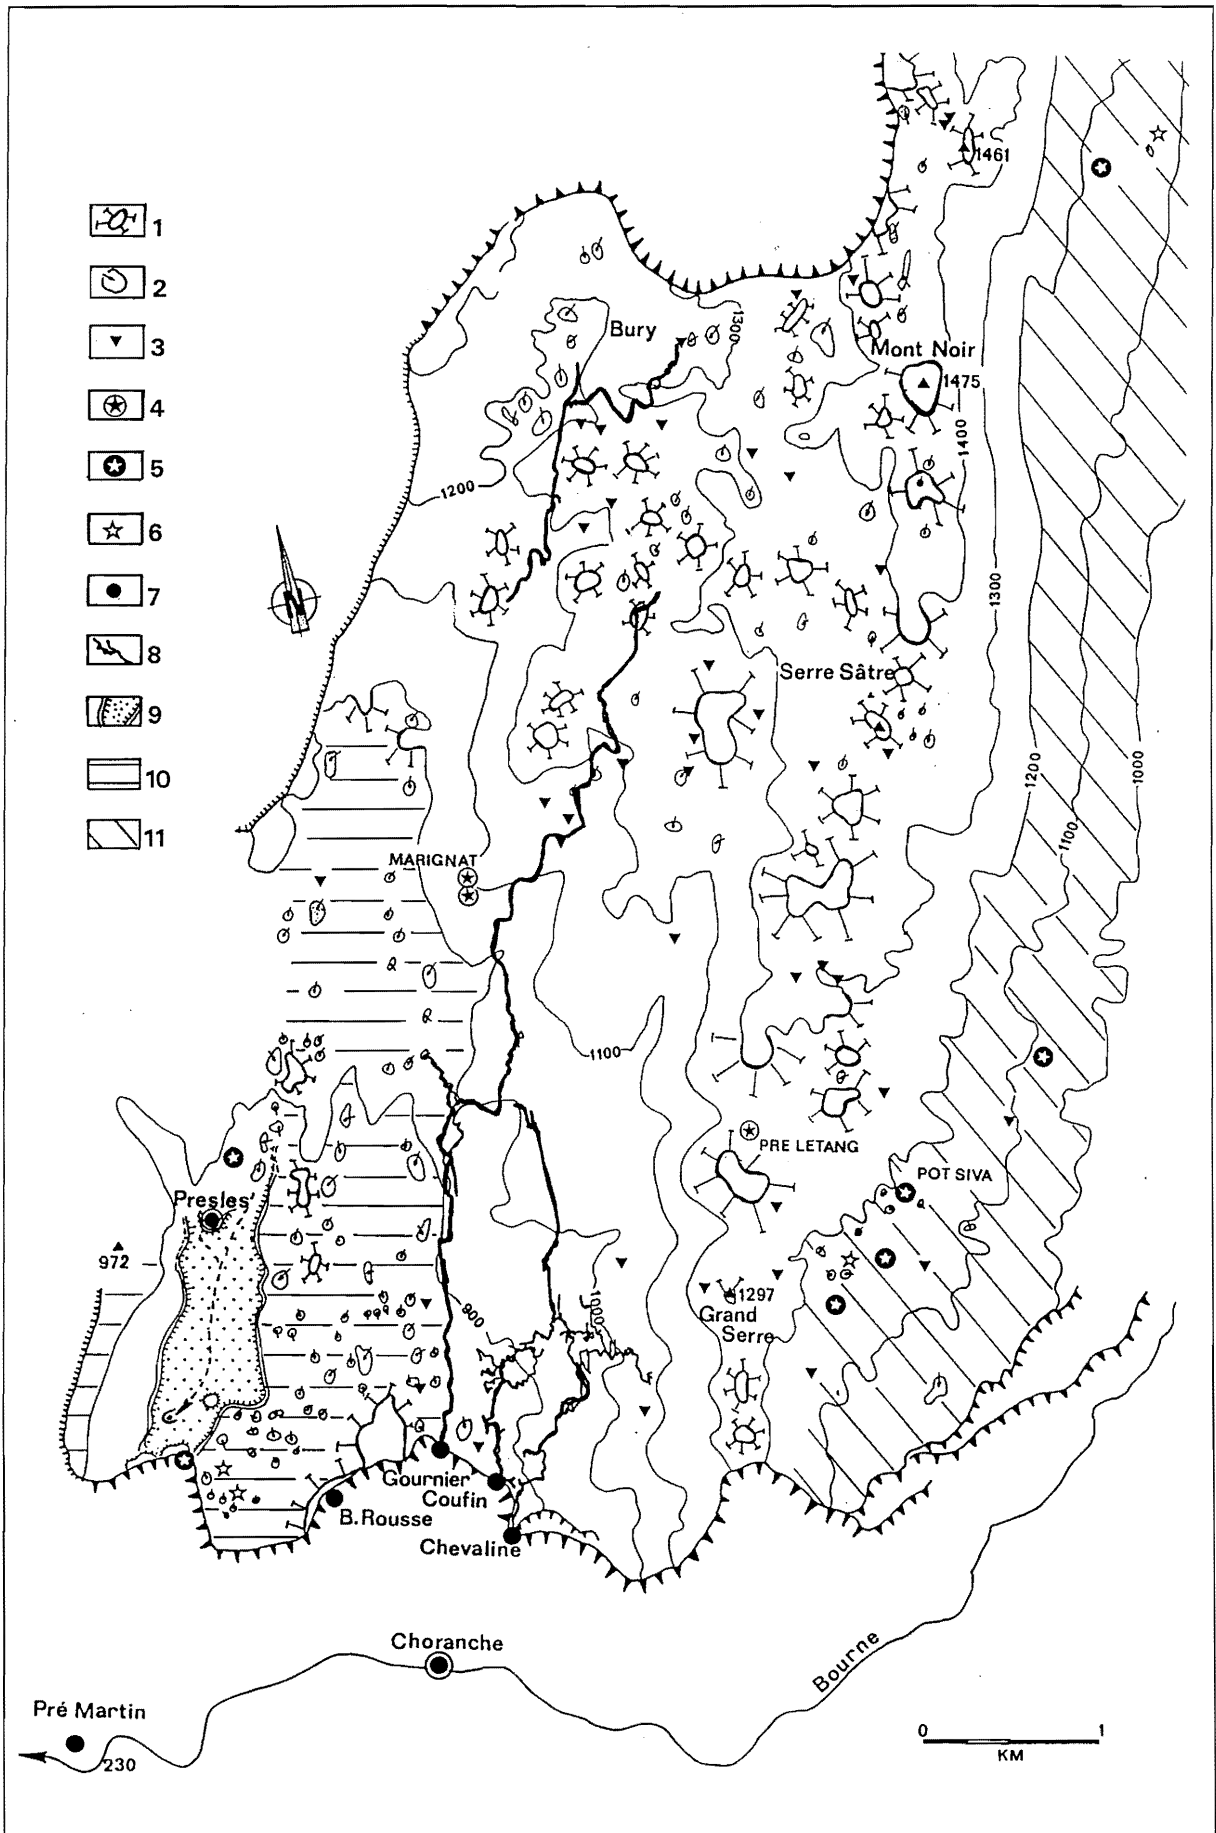 1461
1
2
3
4
5
6
7
8
9
10
11
Bury
1300
Mont Noir
1475
1400
1200
N
1300
Serre Sâtre
1200
1000
1100
MARIGNAT
1100
PRE LETANG
POT SIVA
Presles
972
1297
Grand
Serre
900
1000
Gournier
Coufin
B. Rousse
Chevaline
Choranche
Bourne
Pré Martin
230
0 1
KM